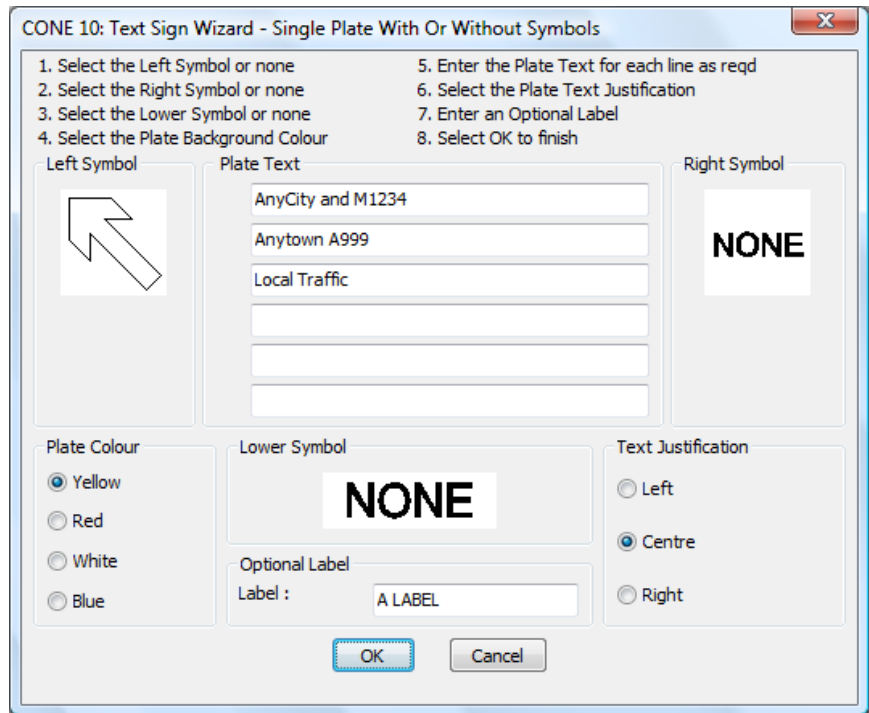 CONE 10: Text Sign Wizard - Single Plate With Or Without Symbols
1. Select the Left Symbol or none
2. Select the Right Symbol or none
3. Select the Lower Symbol or none
4. Select the Plate Background Colour
5. Enter the Plate Text for each line as reqd
6. Select the Plate Text Justification
7. Enter an Optional Label
8. Select OK to finish
Left Symbol
Plate Text
AnyCity and M1234
Anytown A999
Local Traffic
Right Symbol
NONE
Plate Colour
Yellow
Red
White
Blue
Lower Symbol
NONE
Optional Label
Label :
A LABEL
Text Justification
Left
Centre
Right
OK
Cancel